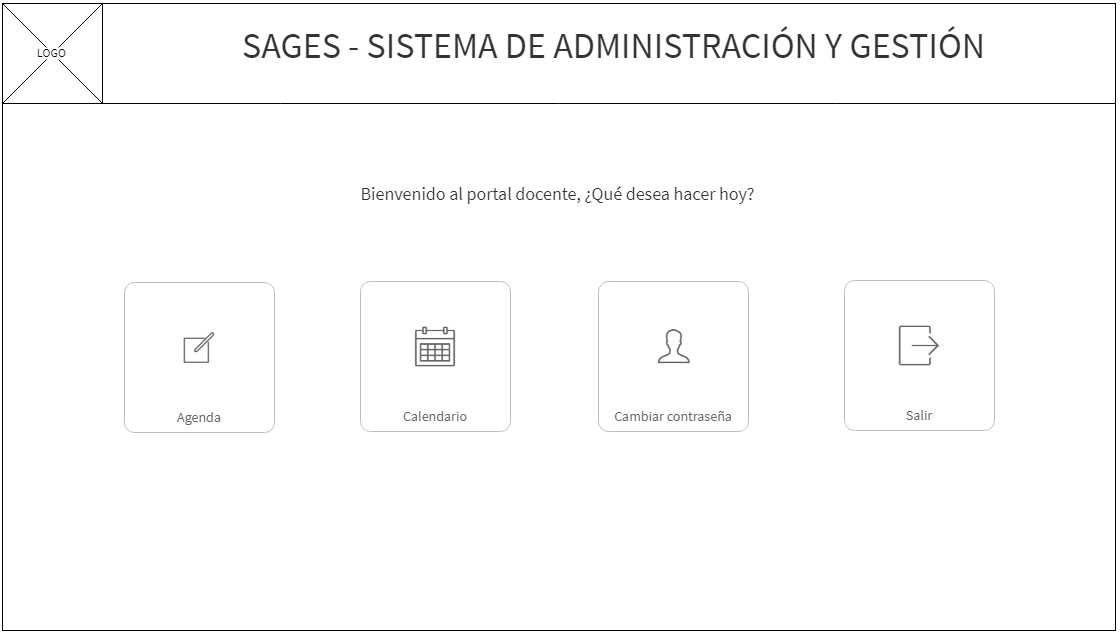 LOGO
SAGES - SISTEMA DE ADMINISTRACIÓN Y GESTIÓN
Bienvenido al portal docente, ¿Qué desea hacer hoy?
Agenda
Calendario
Cambiar contraseña
Salir